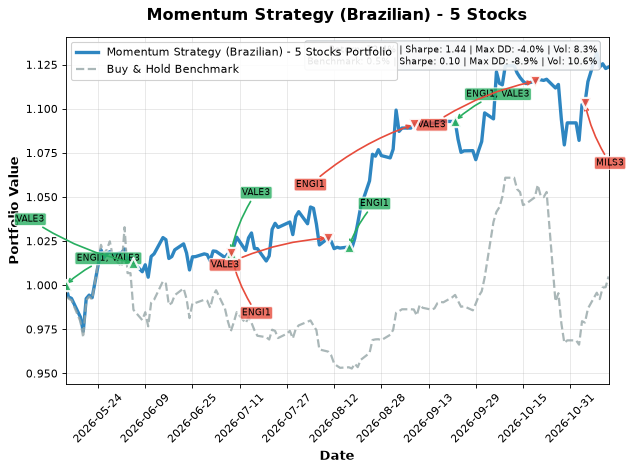 Momentum Strategy (Brazilian) - 5 Stocks
Momentum Strategy (Brazilian) - 5 Stocks Portfolio
Buy & Hold Benchmark
| Sharpe: 1.44 | Max DD: -4.0% | Vol: 8.3%
Benchmark: 0.5% | Sharpe: 0.10 | Max DD: -8.9% | Vol: 10.6%
Portfolio Value
1.125
1.100
1.075
1.050
1.025
1.000
0.975
0.950
ENGI1, VALE3
VALE3
MILS3
ENGI1
VALE3
ENGI1
VALE3
ENGI1, VALE3
VALE3
ENGI1
2026-05-24
2026-06-09
2026-06-25
2026-07-11
2026-07-27
2026-08-12
2026-08-28
2026-09-13
2026-09-29
2026-10-15
2026-10-31
Date